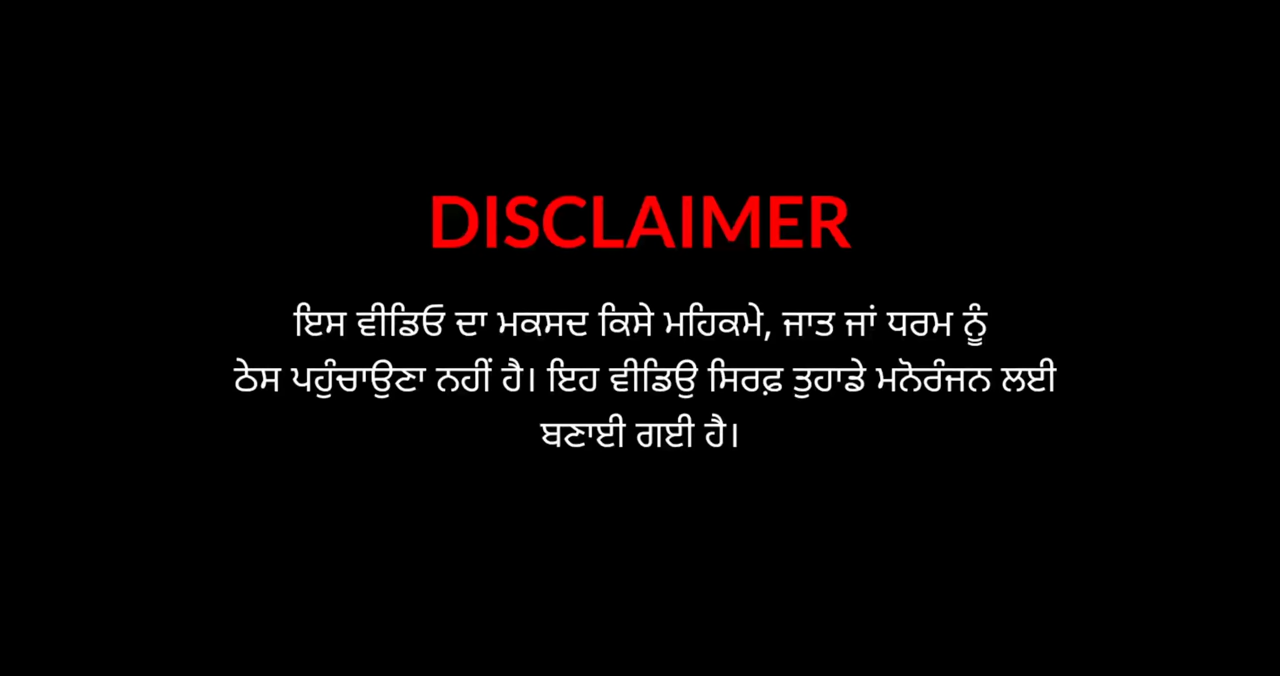 DISCLAIMER
ਇਸ ਵੀਡਿਓ ਦਾ ਮਕਸਦ ਕਿਸੇ ਮਹਿਕਮੇ, ਜਾਤ ਜਾਂ ਧਰਮ ਨੂੰ
ਠੇਸ ਪਹੁੰਚਾਉਣਾ ਨਹੀਂ ਹੈ। ਇਹ ਵੀਡਿਉ ਸਿਰਫ਼ ਤੁਹਾਡੇ ਮਨੋਰੰਜਨ ਲਈ
ਬਣਾਈ ਗਈ ਹੈ।